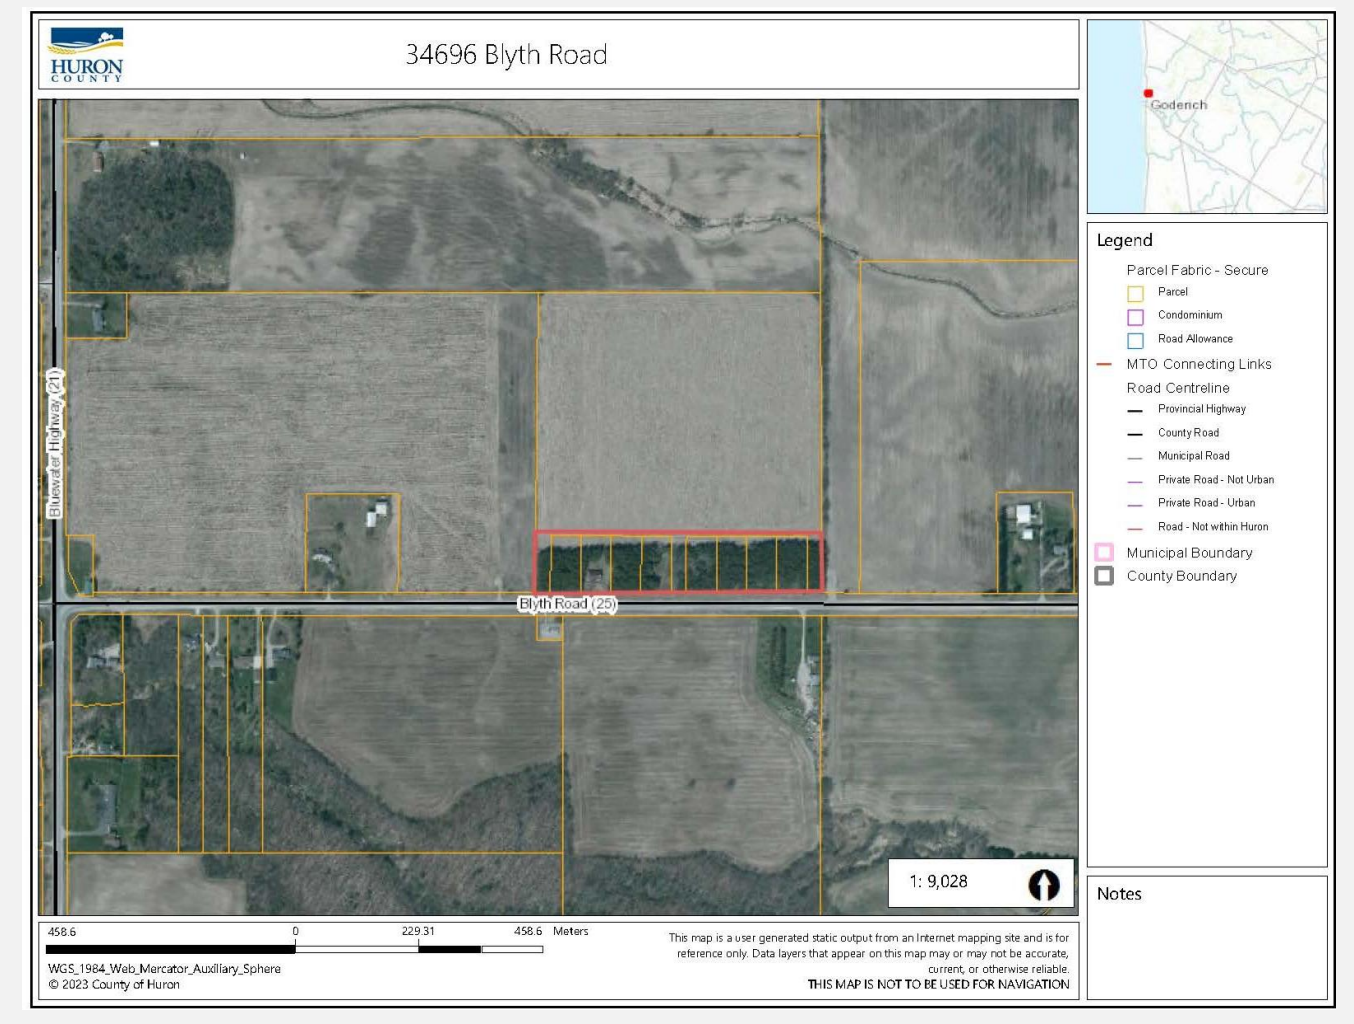 HURON
COUNTY
34696 Blyth Road
Goderich
Bluewater Highway (21)
Blyth Road (25)
1: 9,028
Legend
Parcel Fabric - Secure
Parcel
Condominium
Road Allowance
MTO Connecting Links
Road Centreline
Provincial Highway
County Road
Municipal Road
Private Road - Not Urban
Private Road - Urban
Road - Not within Huron
Municipal Boundary
County Boundary
Notes
458.6 0 229.31 458.6 Meters
WGS_1984_Web_Mercator_Auxiliary_Sphere
© 2023 County of Huron
This map is a user generated static output from an Internet mapping site and is for
reference only. Data layers that appear on this map may or may not be accurate,
current, or otherwise reliable.
THIS MAP IS NOT TO BE USED FOR NAVIGATION